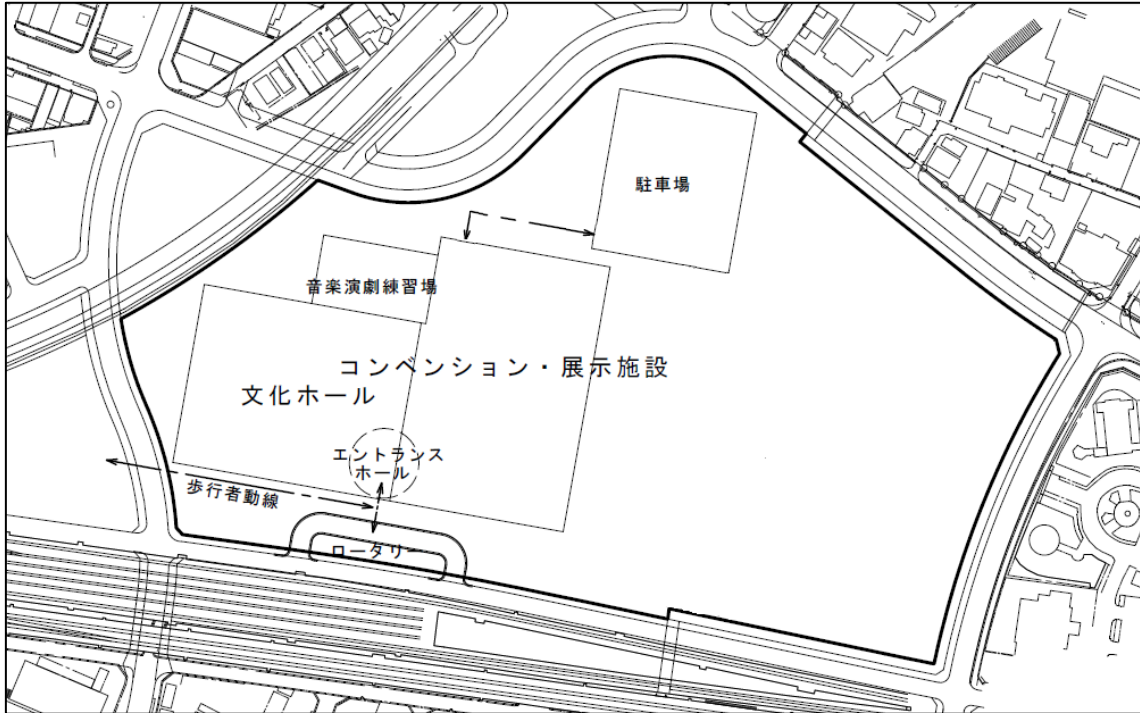 駐車場
音楽演劇練習場
コンベンション・展示施設
文化ホール
エントランス
ホール
歩行者動線
ロータリー